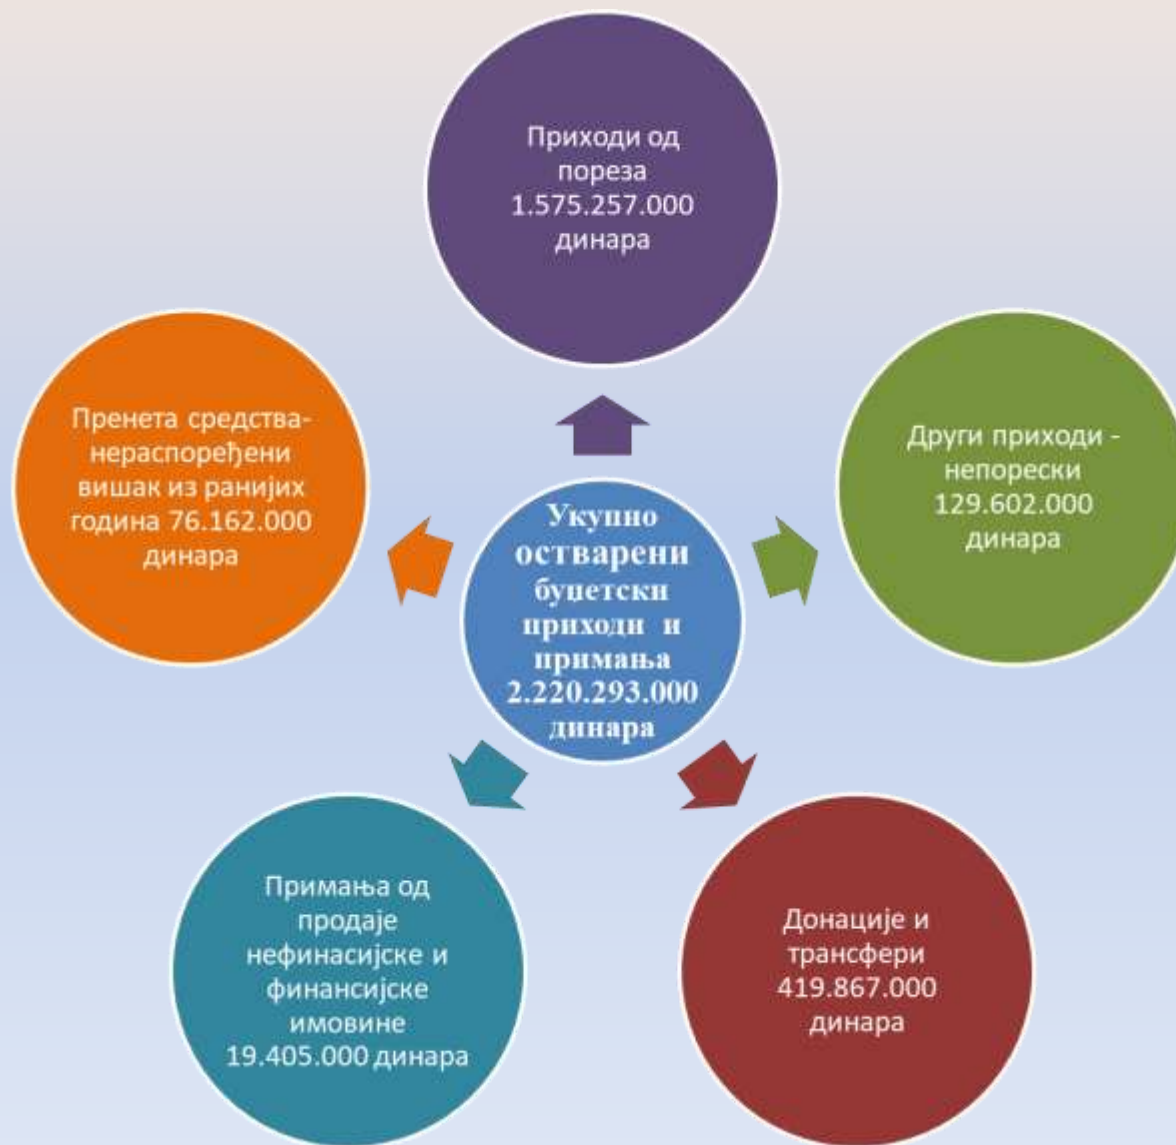 Приходи од
пореза
1.575.257.000
динара
Други приходи -
непорески
129.602.000
динара
Донације и
трансфери
419.867.000
динара
Примања од
продаје
нефинасијске и
финансијске
имовине
19.405.000 динара
Пренета средства-
нераспоређени
вишак из ранијих
година 76.162.000
динара
Укупно
остварени
буџетски
приходи и
примања
2.220.293.000
динара